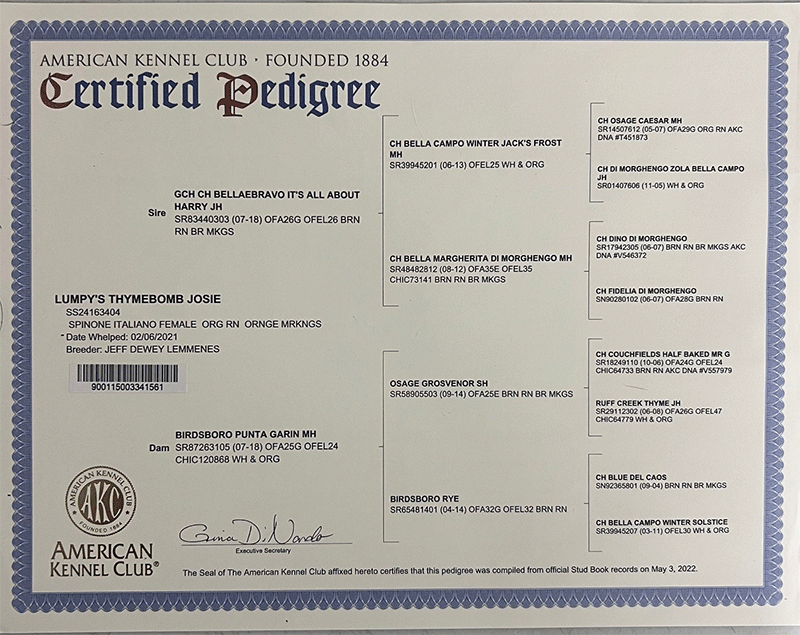 AMERICAN KENNEL CLUB · FOUNDED 1884
Certified Pedigree
LUMPY'S THYMEBOMB JOSIE
SS24163404
SPINONE ITALIANO FEMALE ORG RN ORNGE MRKNGS
Date Whelped: 02/06/2021
Breeder: JEFF DEWEY LEMMENES
900115003341561
Sire
GCH CH BELLAEBRAVO IT'S ALL ABOUT
HARRY JH
SR83440303 (07-18) OFA26G OFEL26 BRN
RN BR MKGS
Dam
BIRDSBORO PUNTA GARIN MH
SR87263105 (07-18) OFA25G OFEL24
CHIC120868 WH & ORG
CH BELLA CAMPO WINTER JACK'S FROST
MH
SR39945201 (06-13) OFEL25 WH & ORG
CH BELLA MARGHERITA DI MORGHENGO MH
SR48482812 (08-12) OFA35E OFEL35
CHIC73141 BRN RN BR MKGS
OSAGE GROSVENOR SH
SR58905503 (09-14) OFA25E BRN RN BR MKGS
BIRDSBORO RYE
SR65481401 (04-14) OFA32G OFEL32 BRN RN
CH OSAGE CAESAR MH
SR14507612 (05-07) OFA29G ORG RN AKC
DNA #T451873
CH DI MORGHENGO ZOLA BELLA CAMPO
JH
SR01407606 (11-05) WH & ORG
CH DINO DI MORGHENGO
SR17942305 (06-07) BRN RN BR MKGS AKC
DNA #V546372
CH FIDELIA DI MORGHENGO
SN90280102 (06-07) OFA28G BRN RN
CH COUCHFIELDS HALF BAKED MR G
SR18249110 (10-06) OFA24G OFEL24
CHIC64733 BRN RN AKC DNA #V557979
RUFF CREEK THYME JH
SR29112302 (06-08) OFA26G OFEL47
CHIC64779 WH & ORG
CH BLUE DEL CAOS
SN92365801 (09-04) BRN RN BR MKGS
CH BELLA CAMPO WINTER SOLSTICE
SR39945207 (03-11) OFEL30 WH & ORG
AMERICAN KENNEL CLUB
AKC
FOUNDED 1884
AMERICAN
KENNEL CLUB®
Gina DiNardo
Executive Secretary
The Seal of The American Kennel Club affixed hereto certifies that this pedigree was compiled from official Stud Book records on May 3, 2022.